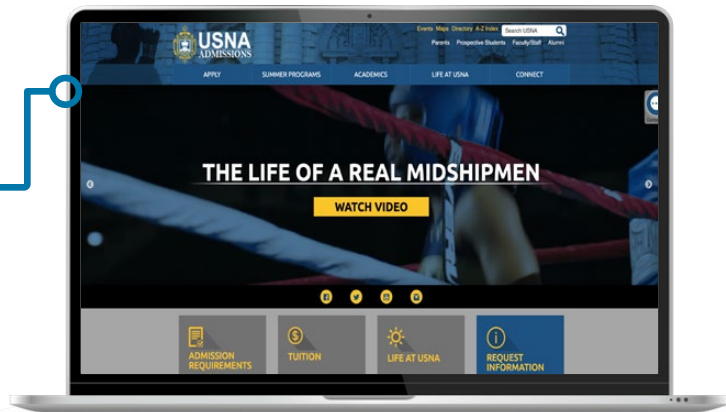 USNA
ADMISSIONS
Events Maps Directory A-Z Index Search USNA
Parents Prospective Students Faculty/Staff Alumni
APPLY SUMMER PROGRAMS ACADEMICS LIFE AT USNA CONNECT
THE LIFE OF A REAL MIDSHIPMEN
WATCH VIDEO
ADMISSION
REQUIREMENTS
TUITION
LIFE AT USNA
REQUEST
INFORMATION